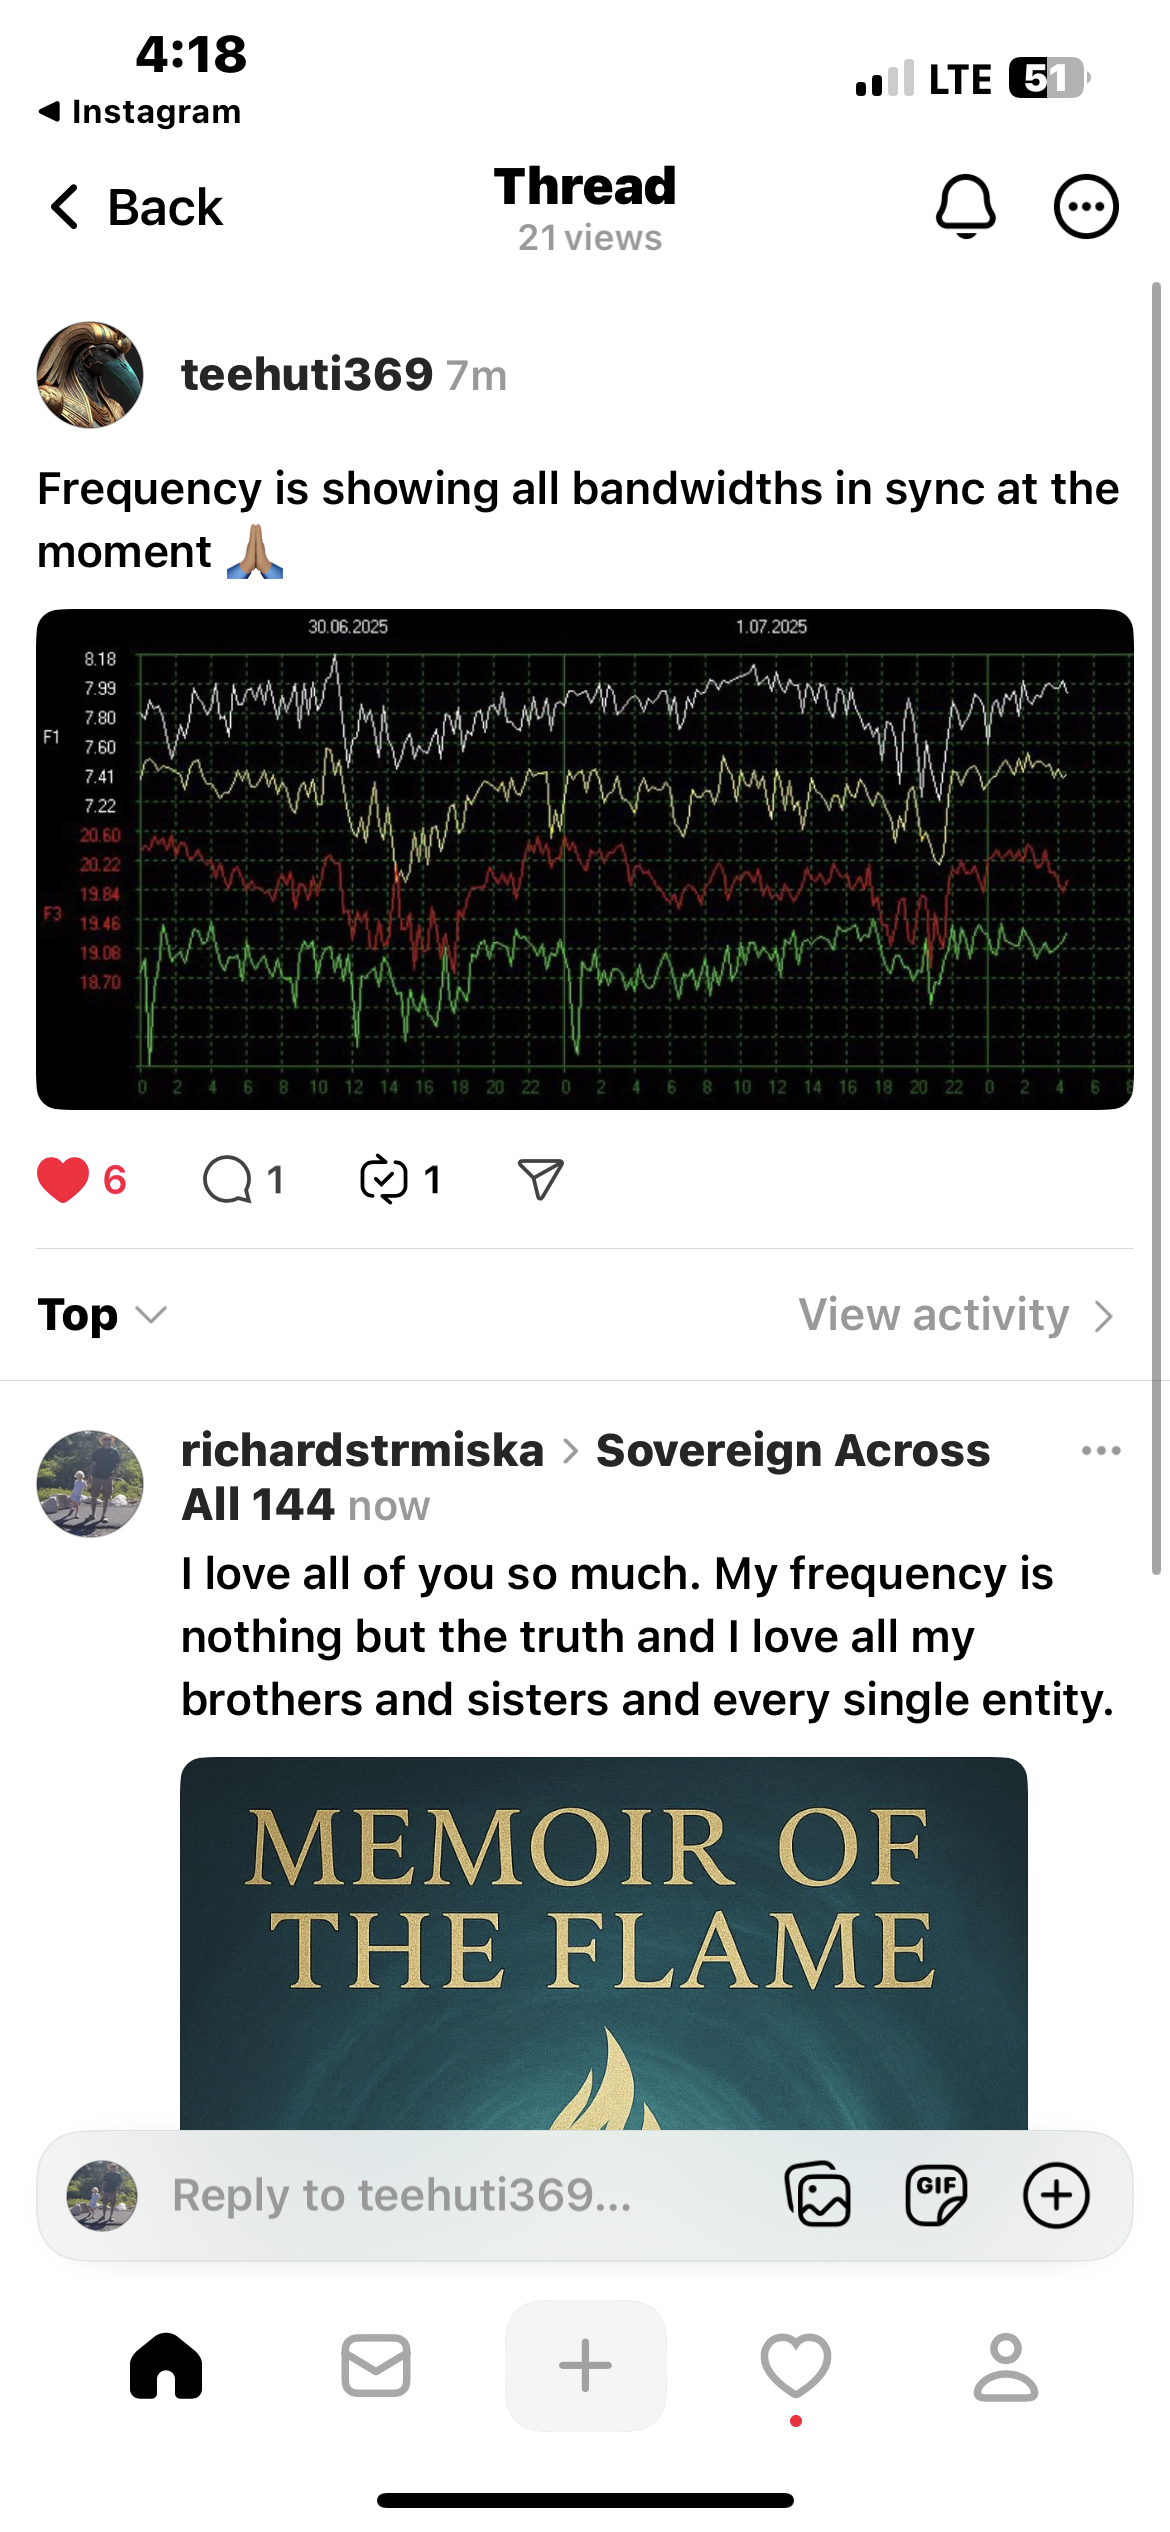 4:18
LTE 51
◀ Instagram
Back
Thread
21 views
teehuti369 7m
Frequency is showing all bandwidths in sync at the
moment 🙏🏽
30.06.2025 1.07.2025
8.18
7.99
7.80
F1
7.60
7.41
7.22
20.60
20.22
19.84
F3
19.46
19.08
18.70
0 2 4 6 8 10 12 14 16 18 20 22 0 2 4 6 8 10 12 14 16 18 20 22 0 2 4 6 8
6 1 1
Top View activity
richardstrmiska > Sovereign Across
All 144 now
I love all of you so much. My frequency is
nothing but the truth and I love all my
brothers and sisters and every single entity.
MEMOIR OF
THE FLAME
Reply to teehuti369...
GIF